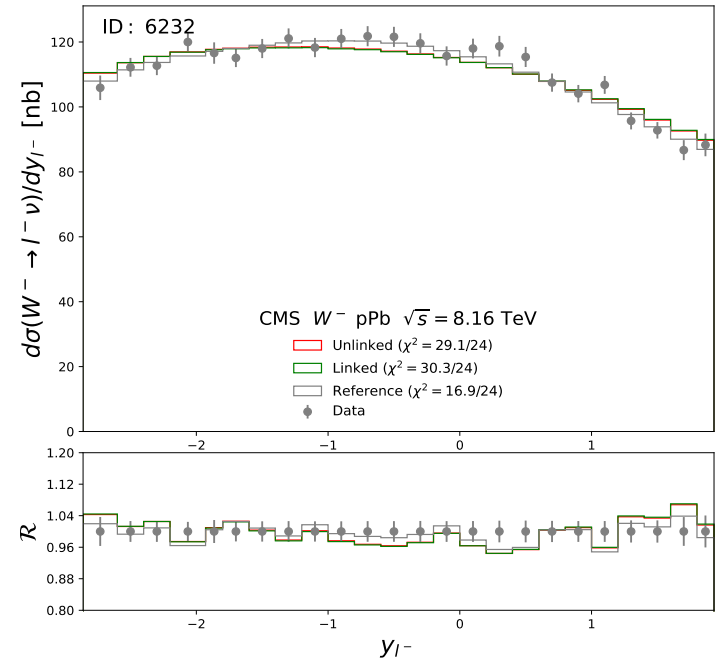 ID : 6232
dσ(W⁻ → l⁻ν)/dy_{l⁻} [nb]
120
100
80
60
40
20
0
CMS W⁻ pPb √s = 8.16 TeV
Unlinked (χ² = 29.1/24)
Linked (χ² = 30.3/24)
Reference (χ² = 16.9/24)
Data
−2 −1 0 1
ℛ
1.20
1.12
1.04
0.96
0.88
0.80
−2 −1 0 1
y_{l⁻}